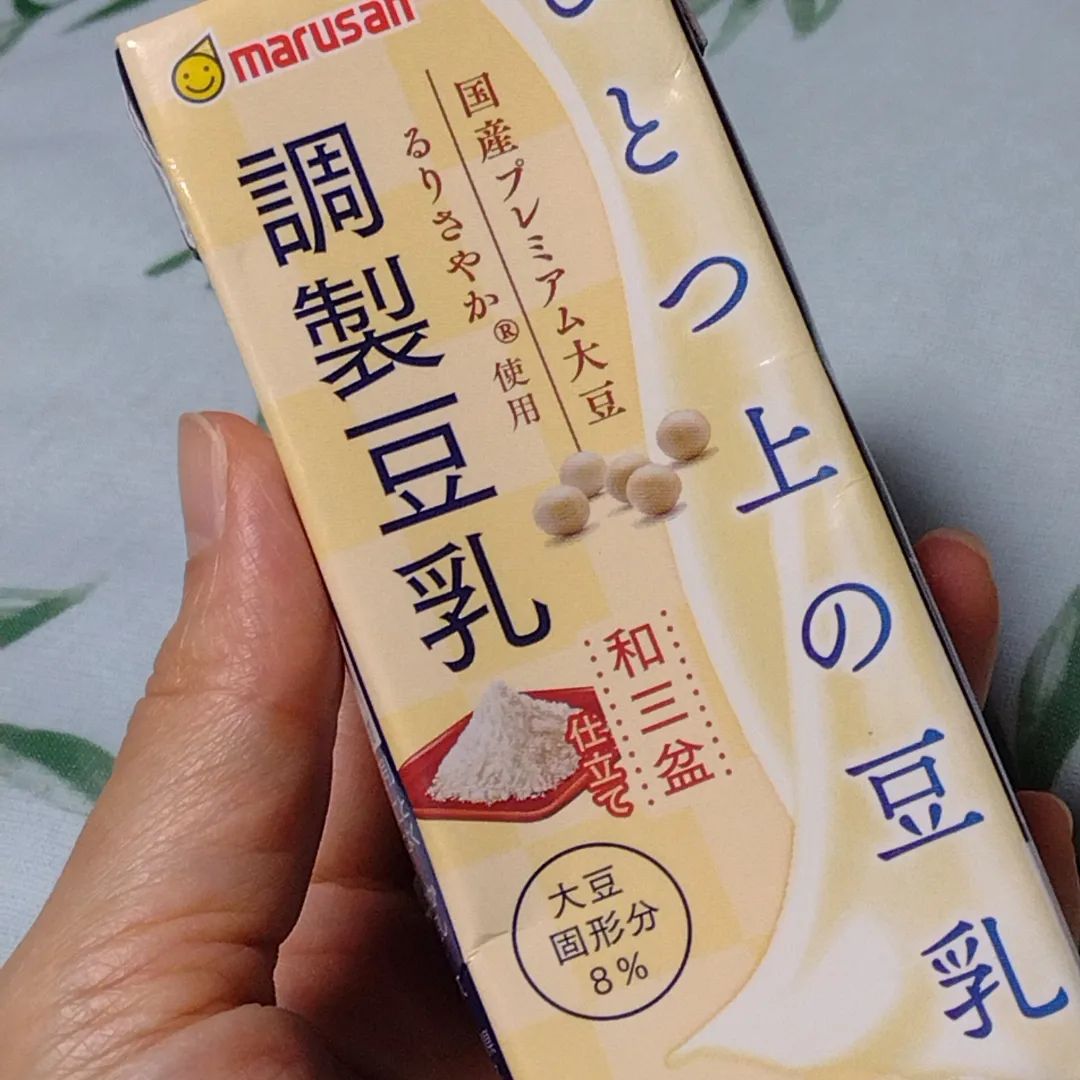 marusan
ひとつ上の豆乳
国産プレミアム大豆
るりさやか®使用
調製豆乳
和三盆
仕立て
大豆
固形分
8%